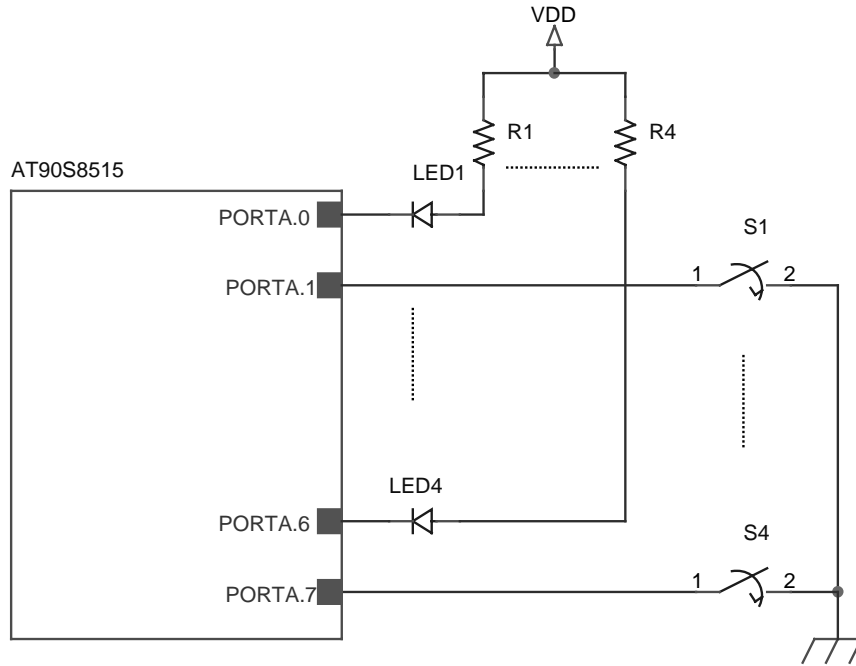 VDD
R1
R4
AT90S8515
LED1
PORTA.0
S1
PORTA.1
1
2
LED4
PORTA.6
S4
PORTA.7
1
2